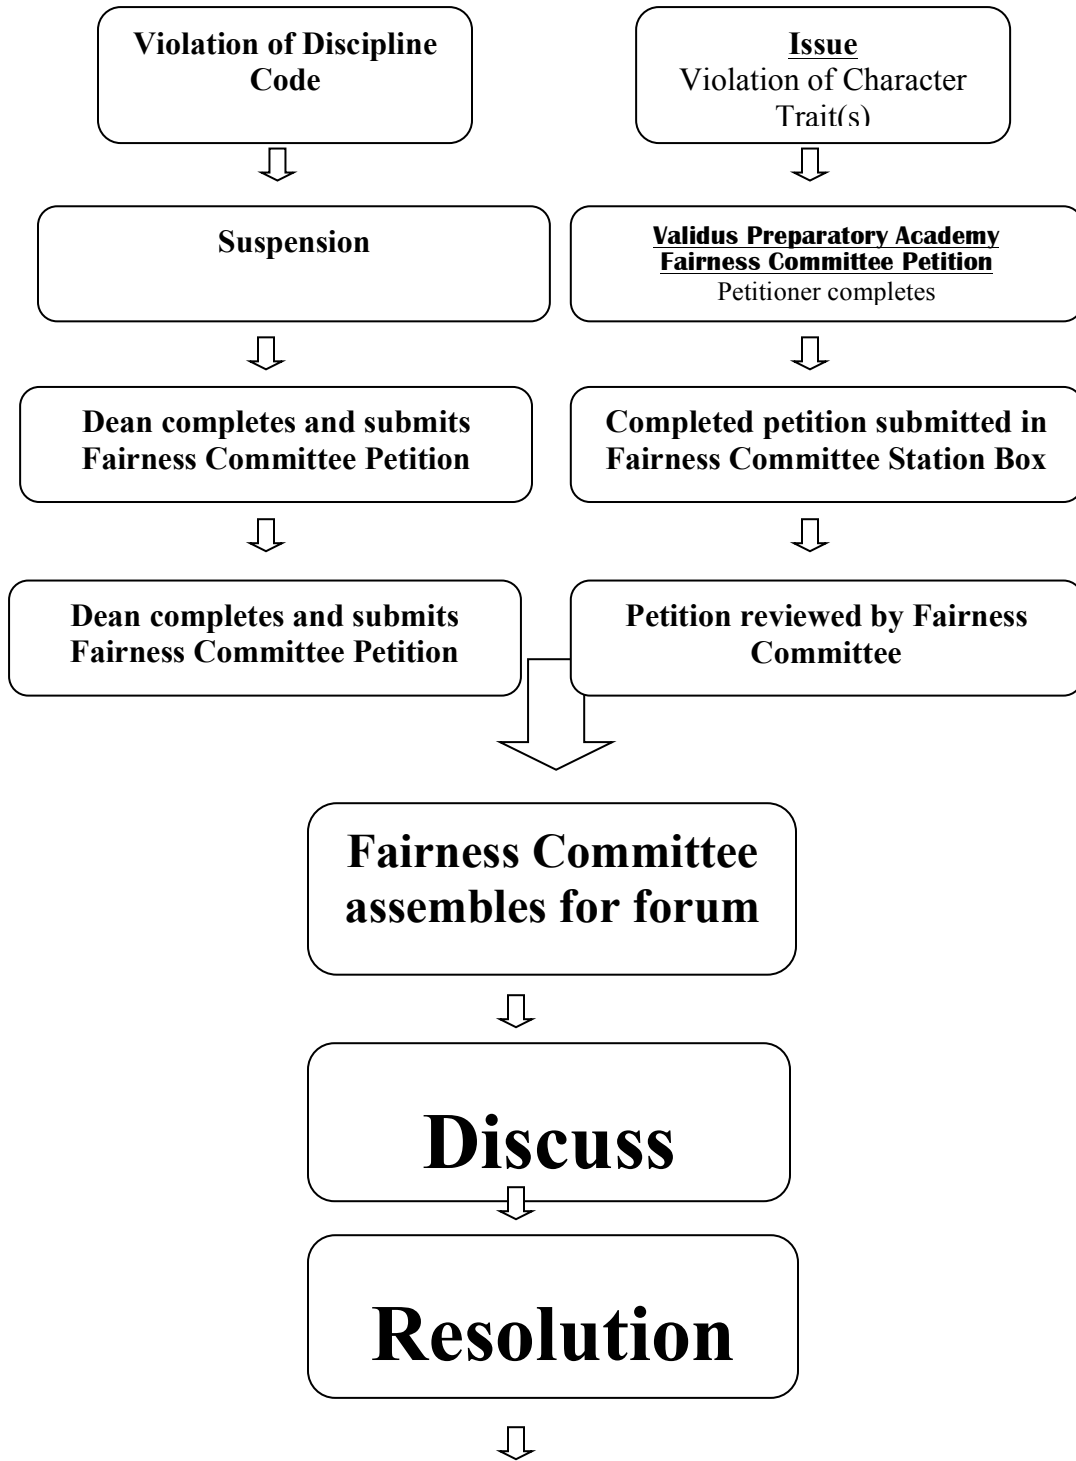 Violation of Discipline
Code
Issue
Violation of Character
Trait(s)
Suspension
Validus Preparatory Academy
Fairness Committee Petition
Petitioner completes
Dean completes and submits
Fairness Committee Petition
Completed petition submitted in
Fairness Committee Station Box
Dean completes and submits
Fairness Committee Petition
Petition reviewed by Fairness
Committee
Fairness Committee
assembles for forum
Discuss
Resolution